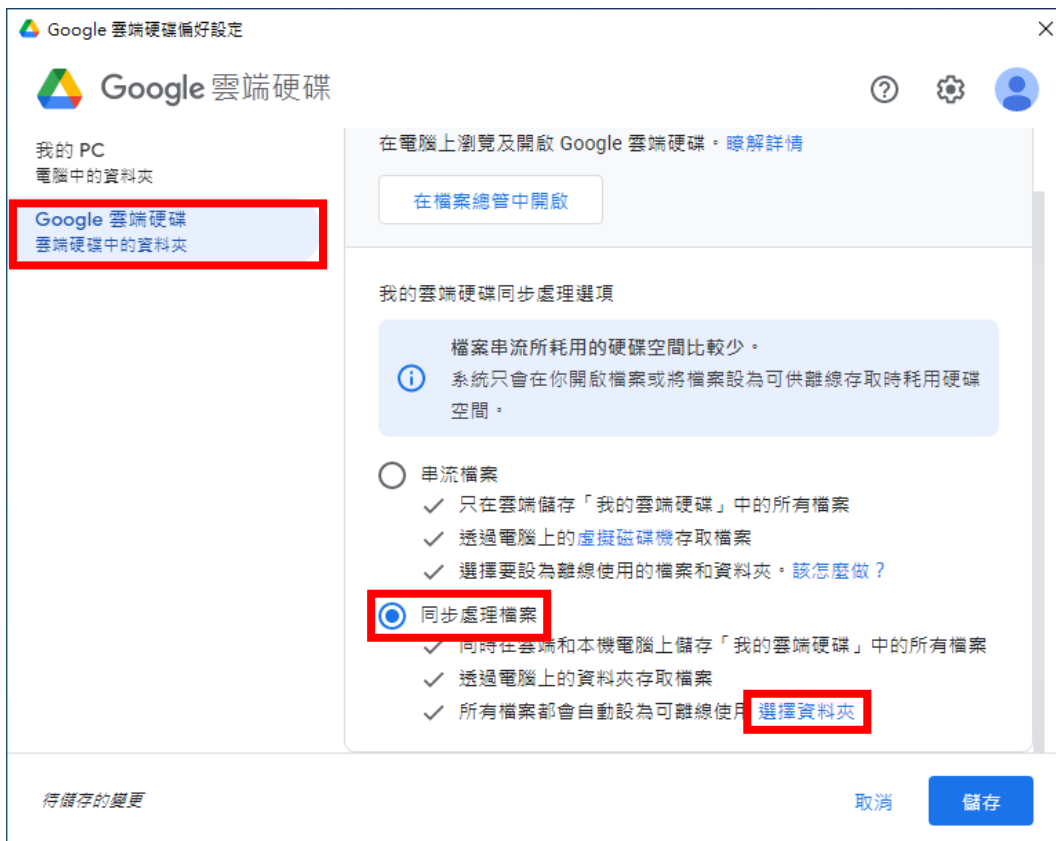 Google 雲端硬碟偏好設定
Google 雲端硬碟
我的 PC
電腦中的資料夾
Google 雲端硬碟
雲端硬碟中的資料夾
在電腦上瀏覽及開啟 Google 雲端硬碟。瞭解詳情
在檔案總管中開啟
我的雲端硬碟同步處理選項
檔案串流所耗用的硬碟空間比較少。
系統只會在你開啟檔案或將檔案設為可供離線存取時耗用硬碟
空間。
串流檔案
只在雲端儲存「我的雲端硬碟」中的所有檔案
透過電腦上的虛擬磁碟機存取檔案
選擇要設為離線使用的檔案和資料夾。該怎麼做？
同步處理檔案
同時在雲端和本機電腦上儲存「我的雲端硬碟」中的所有檔案
透過電腦上的資料夾存取檔案
所有檔案都會自動設為可離線使用 選擇資料夾
待儲存的變更
取消
儲存